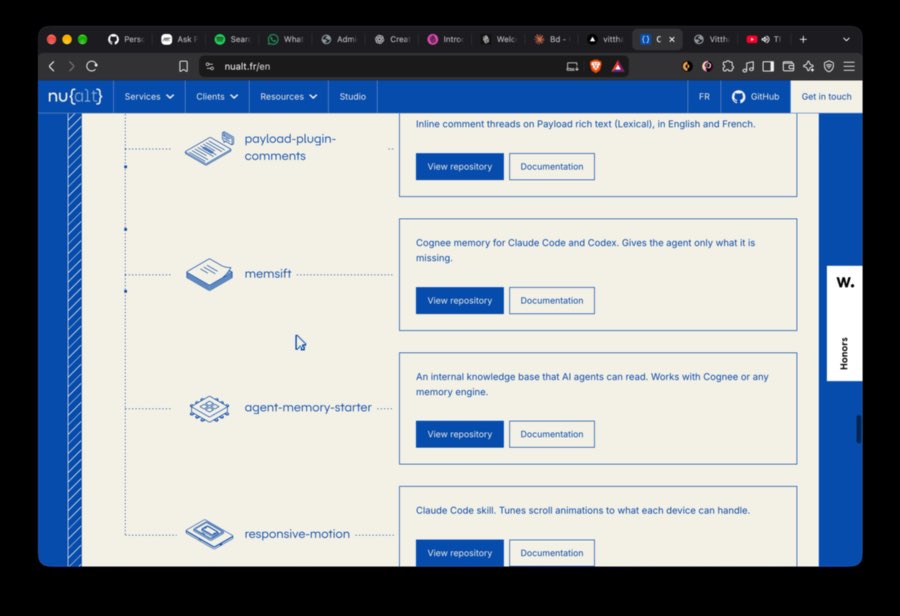 Perso
Ask P
Sear
What
Admi
Creat
Intro
Welc
Bd -
vittha
C
Vitth
T
nualt.fr/en
nu{alt}
Services
Clients
Resources
Studio
FR
GitHub
Get in touch
payload-plugin-
comments
Inline comment threads on Payload rich text (Lexical), in English and French.
View repository
Documentation
memsift
Cognee memory for Claude Code and Codex. Gives the agent only what it is
missing.
View repository
Documentation
W.
Honors
agent-memory-starter
An internal knowledge base that AI agents can read. Works with Cognee or any
memory engine.
View repository
Documentation
responsive-motion
Claude Code skill. Tunes scroll animations to what each device can handle.
View repository
Documentation